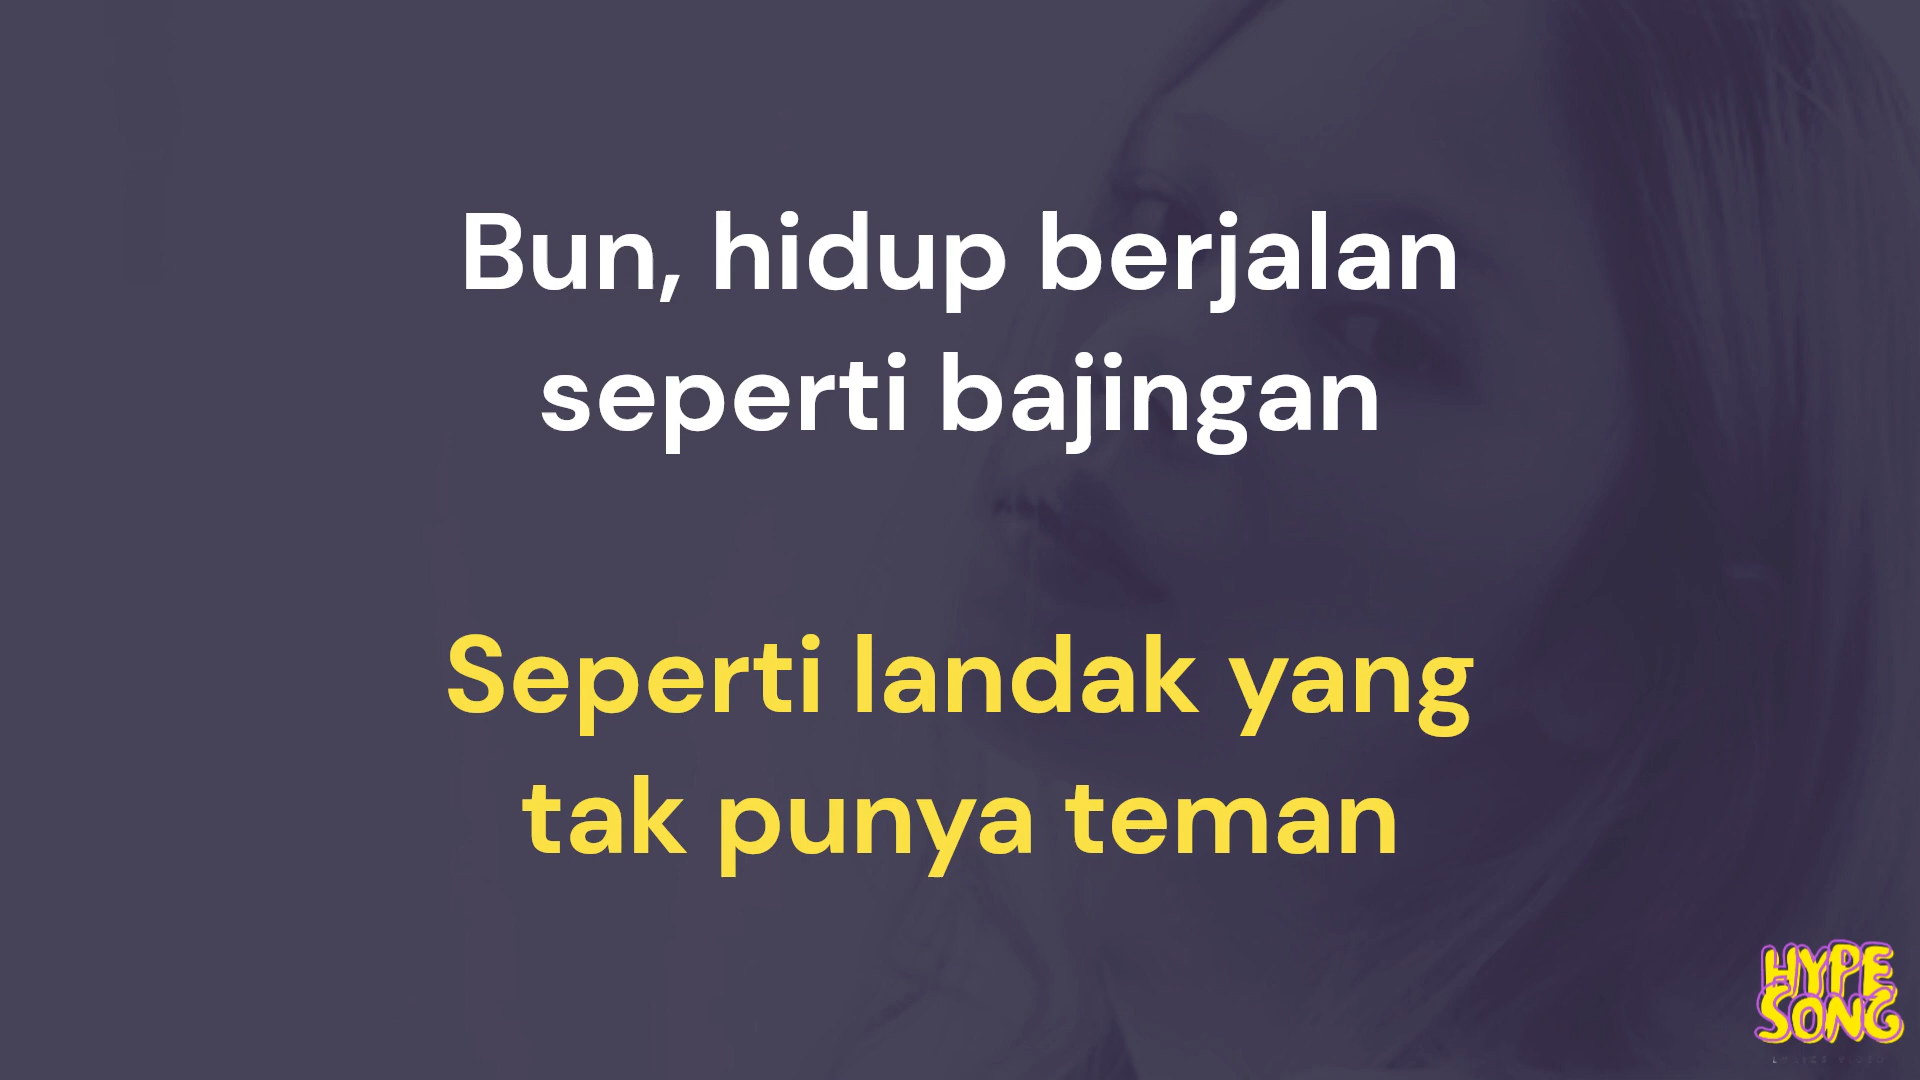 Bun, hidup berjalan
seperti bajingan
Seperti landak yang
tak punya teman
HYPE
SONG